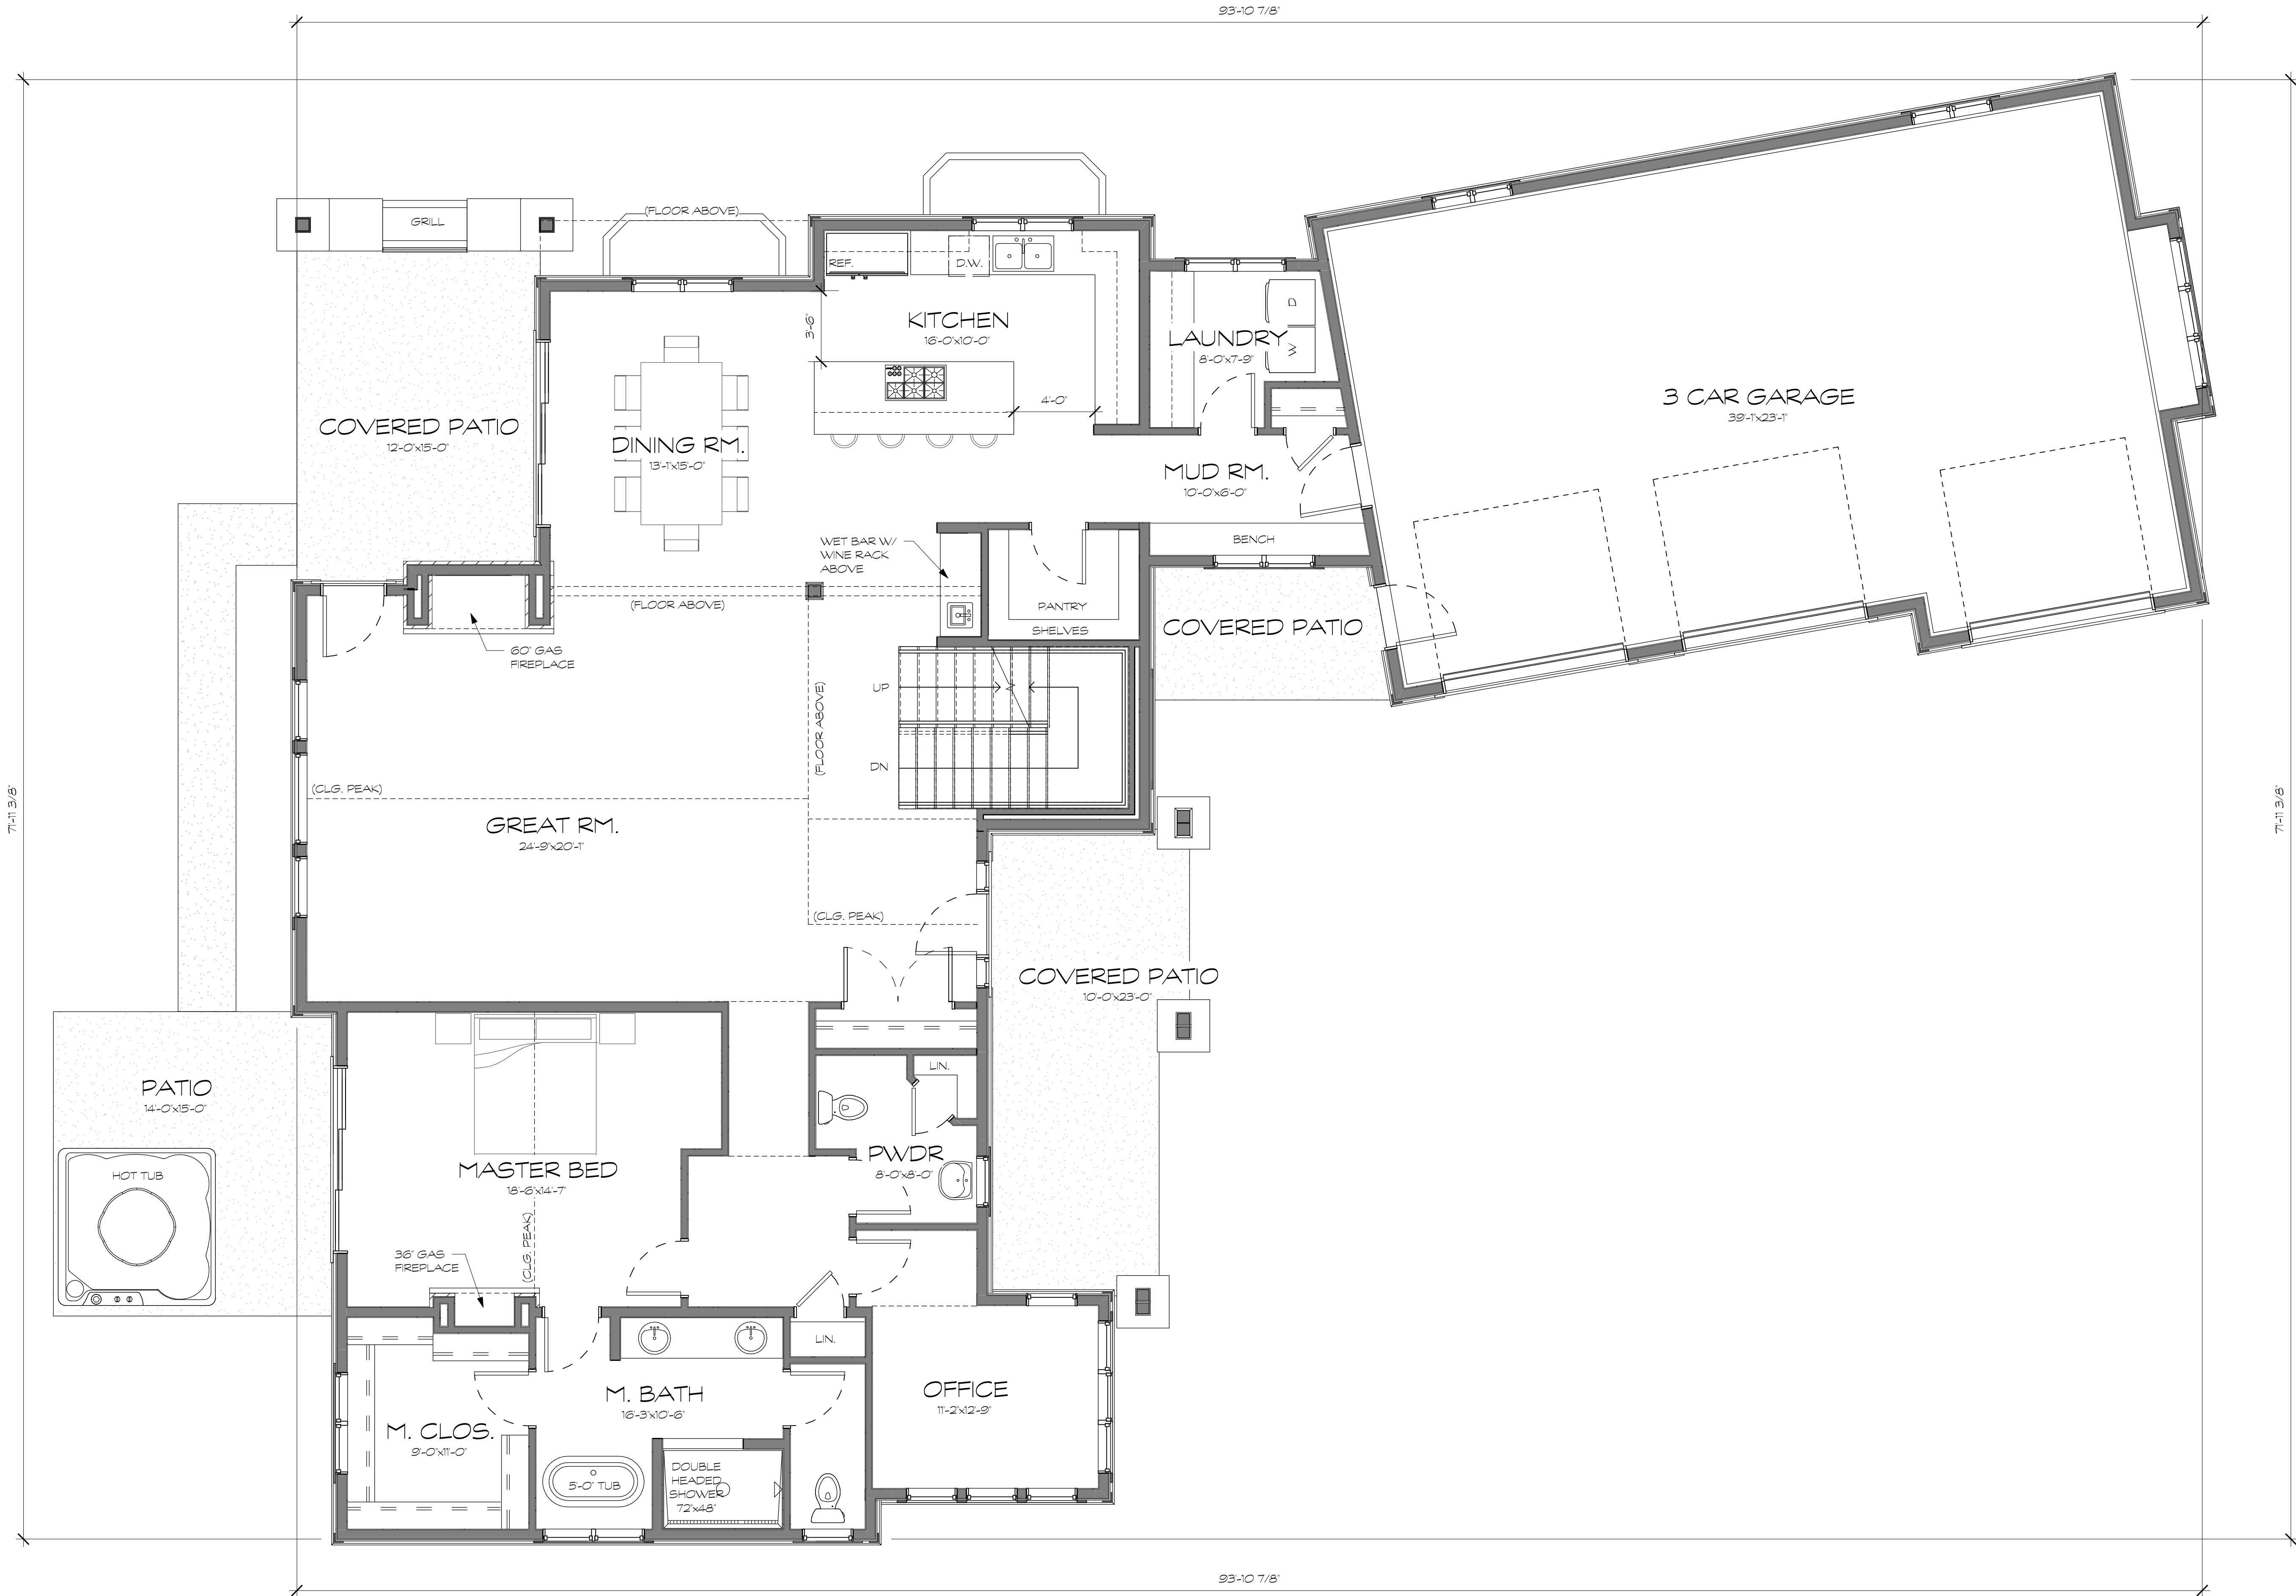 93'-10 7/8"
(FLOOR ABOVE)
GRILL
REF.
D.W.
KITCHEN
16'-0"x10'-0"
3'-6"
4'-0"
LAUNDRY
8'-0"x7'-9"
D
W
3 CAR GARAGE
39'-1"x23'-1"
COVERED PATIO
12'-0"x15'-0"
DINING RM.
13'-1"x15'-0"
MUD RM.
10'-0"x6'-0"
BENCH
WET BAR W/
WINE RACK
ABOVE
(FLOOR ABOVE)
PANTRY
SHELVES
COVERED PATIO
60" GAS
FIREPLACE
UP
(FLOOR ABOVE)
DN
(CLG. PEAK)
71'-11 3/8"
71'-11 3/8"
GREAT RM.
24'-9"x20'-1"
(CLG. PEAK)
COVERED PATIO
10'-0"x23'-0"
LIN.
PATIO
14'-0"x15'-0"
PWDR
8'-0"x8'-0"
HOT TUB
MASTER BED
18'-6"x14'-7"
(CLG. PEAK)
36" GAS
FIREPLACE
LIN.
M. BATH
16'-3"x10'-6"
OFFICE
11'-2"x12'-9"
M. CLOS.
9'-0"x11'-0"
5'-0" TUB
DOUBLE
HEADED
SHOWER
72"x48"
93'-10 7/8"